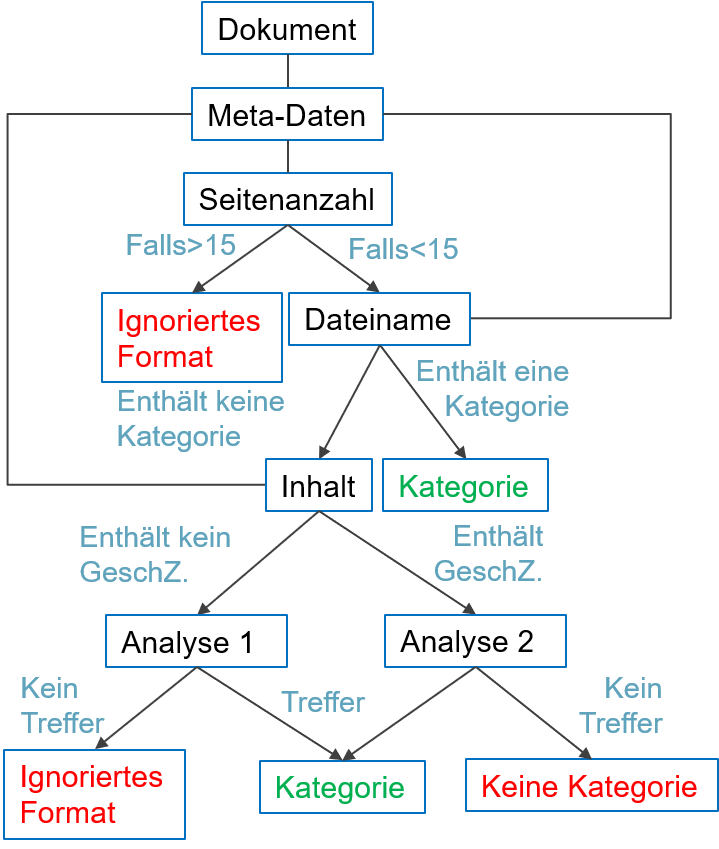 Dokument
Meta-Daten
Seitenanzahl
Falls>15
Falls<15
Ignoriertes
Format
Dateiname
Enthält keine
Kategorie
Enthält eine
Kategorie
Inhalt
Kategorie
Enthält kein
GeschZ.
Enthält
GeschZ.
Analyse 1
Analyse 2
Kein
Treffer
Treffer
Kein
Treffer
Ignoriertes
Format
Kategorie
Keine Kategorie